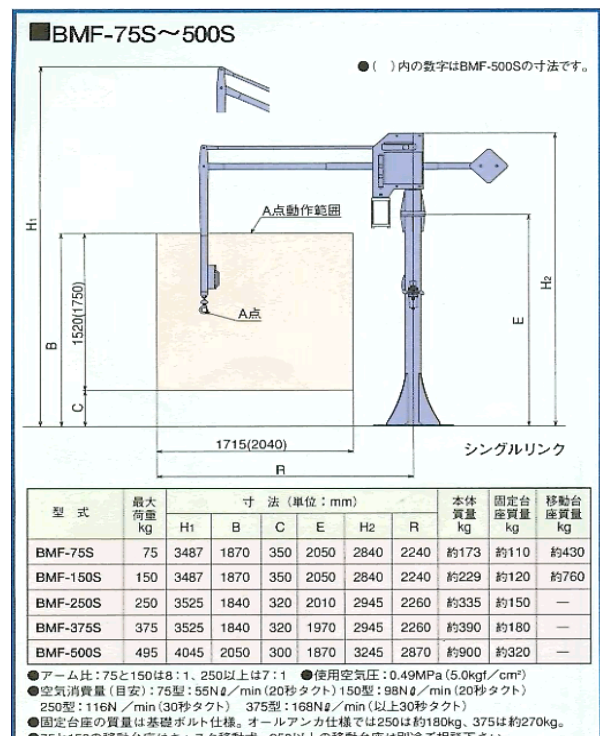 ■BMF-75S～500S
●(　)内の数字はBMF-500Sの寸法です。
H1
A点動作範囲
H2
1520(1750)
A点
B
E
C
1715(2040)
シングルリンク
R
型　式 最大荷重kg 寸　法（単位：mm） 本体質量kg 固定台座質量kg 移動台座質量kg
H1 B C E H2 R
BMF-75S 75 3487 1870 350 2050 2840 2240 約173 約110 約430
BMF-150S 150 3487 1870 350 2050 2840 2240 約229 約120 約760
BMF-250S 250 3525 1840 320 2010 2945 2260 約335 約150 —
BMF-375S 375 3525 1840 320 1970 2945 2260 約390 約180 —
BMF-500S 495 4045 2050 300 1870 3245 2870 約900 約320 —
●アーム比：75と150は8：1、250以上は7：1　●使用空気圧：0.49MPa (5.0kgf／cm²)
●空気消費量（目安）：75型：55Nℓ／min（20秒タクト）150型：98Nℓ／min（20秒タクト）
250型：116N ／min（30秒タクト）　375型：168Nℓ／min（以上30秒タクト）
●固定台座の質量は基礎ボルト仕様。オールアンカ仕様では250は約180kg、375は約270kg。